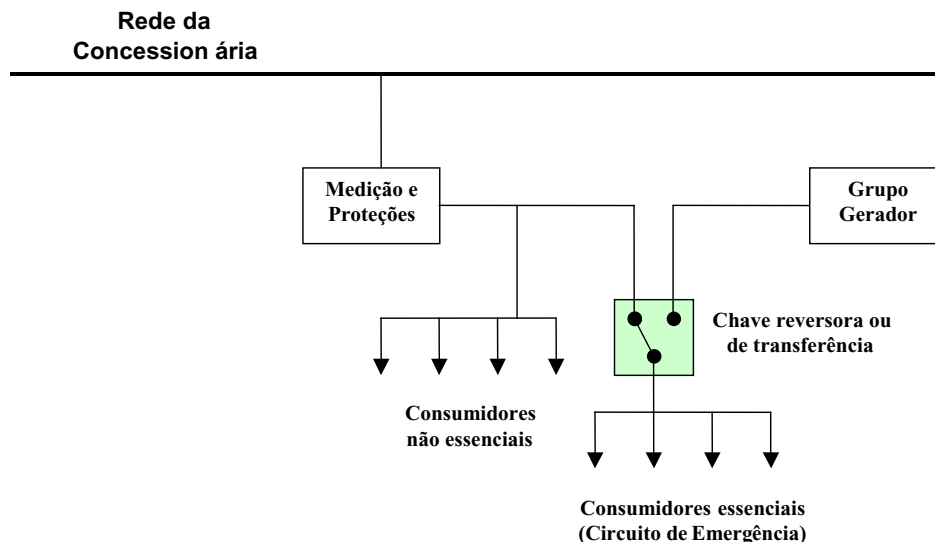 Rede da
Concession ária
Medição e
Proteções
Grupo
Gerador
Chave reversora ou
de transferência
Consumidores
não essenciais
Consumidores essenciais
(Circuito de Emergência)